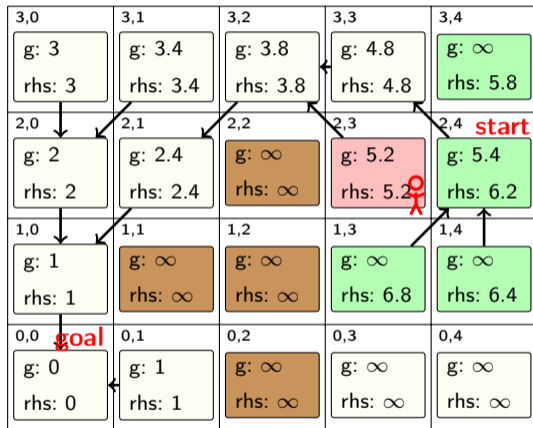 3,0 3,1 3,2 3,3 3,4
g: 3 g: 3.4 g: 3.8 g: 4.8 g: ∞
rhs: 3 rhs: 3.4 rhs: 3.8 rhs: 4.8 rhs: 5.8
2,0 2,1 2,2 2,3 2,4 start
g: 2 g: 2.4 g: ∞ g: 5.2 g: 5.4
rhs: 2 rhs: 2.4 rhs: ∞ rhs: 5.2 rhs: 6.2
1,0 1,1 1,2 1,3 1,4
g: 1 g: ∞ g: ∞ g: ∞ g: ∞
rhs: 1 rhs: ∞ rhs: ∞ rhs: 6.8 rhs: 6.4
0,0 goal 0,1 0,2 0,3 0,4
g: 0 g: 1 g: ∞ g: ∞ g: ∞
rhs: 0 rhs: 1 rhs: ∞ rhs: ∞ rhs: ∞